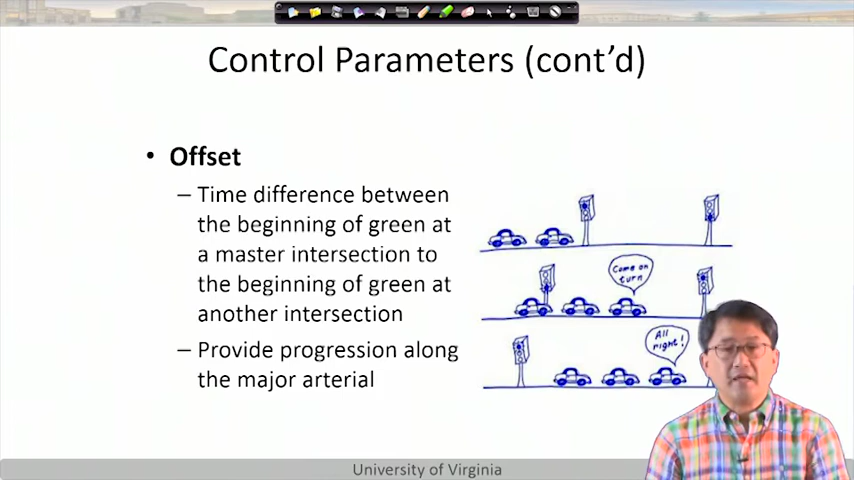 Control Parameters (cont’d)
• Offset
– Time difference between
the beginning of green at
a master intersection to
the beginning of green at
another intersection
– Provide progression along
the major arterial
Come on
turn
All
right!
University of Virginia